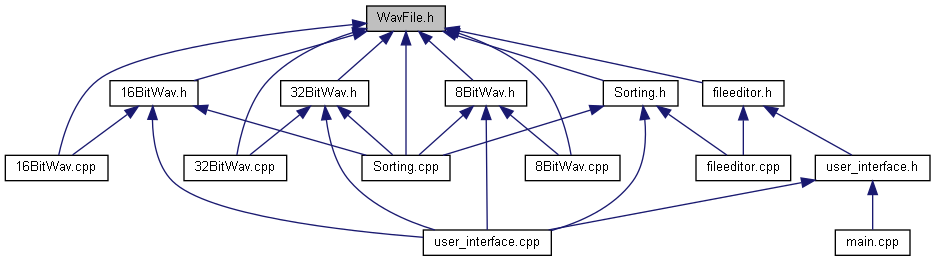 WavFile.h
16BitWav.h
32BitWav.h
8BitWav.h
Sorting.h
fileeditor.h
16BitWav.cpp
32BitWav.cpp
Sorting.cpp
8BitWav.cpp
fileeditor.cpp
user_interface.h
user_interface.cpp
main.cpp